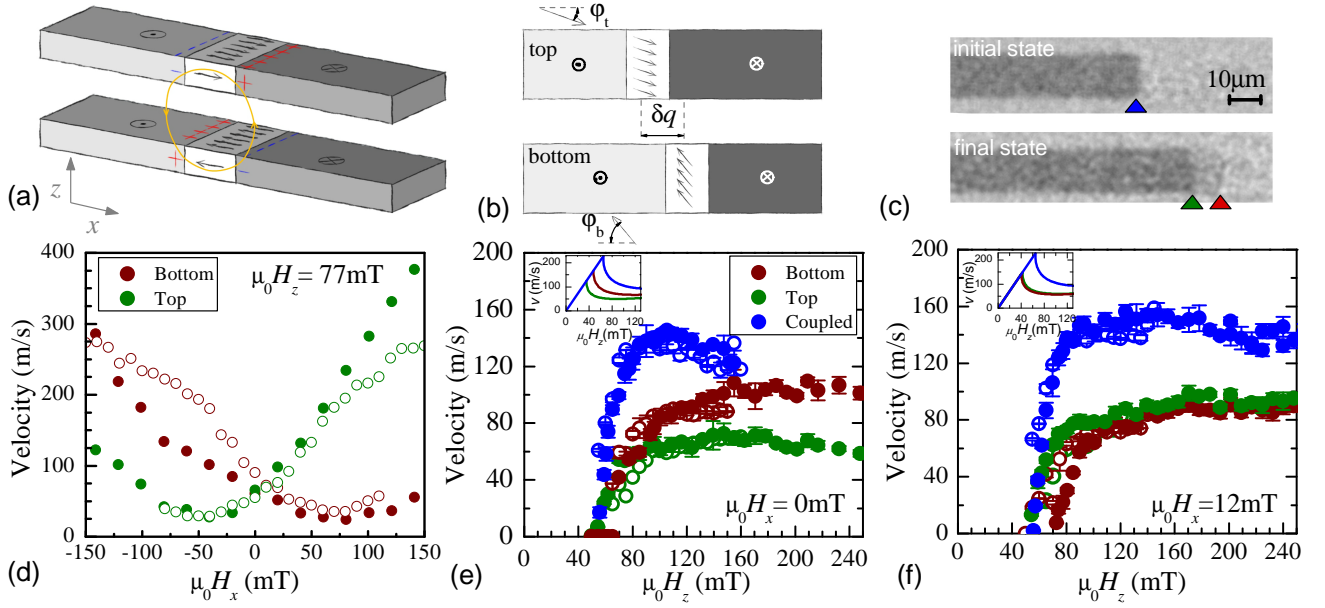 (a)
z
x
(b)
φt
top
δq
bottom
φb
(c)
initial state
10μm
final state
(d)
400
350
300
250
200
150
100
50
0
Velocity (m/s)
Bottom
Top
μ0Hz = 77mT
-150 -100 -50 0 50 100 150
μ0Hx (mT)
(e)
200
160
120
80
40
0
Velocity (m/s)
200
100
0
v (m/s)
0 40 80 120
μ0Hz (mT)
Bottom
Top
Coupled
μ0Hx = 0mT
0 40 80 120 160 200 240
μ0Hz (mT)
(f)
200
160
120
80
40
0
Velocity (m/s)
200
100
0
v (m/s)
0 40 80 120
μ0Hz (mT)
μ0Hx =12mT
0 40 80 120 160 200 240
μ0Hz (mT)